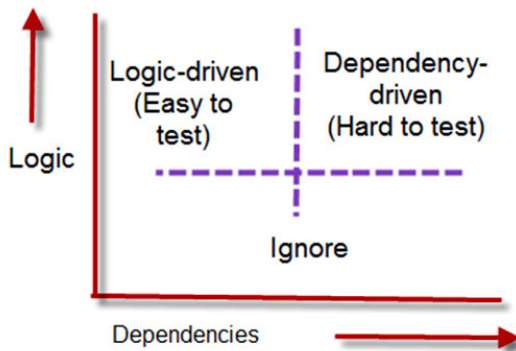 Logic-driven
(Easy to
test)
Dependency-
driven
(Hard to test)
Logic
Ignore
Dependencies